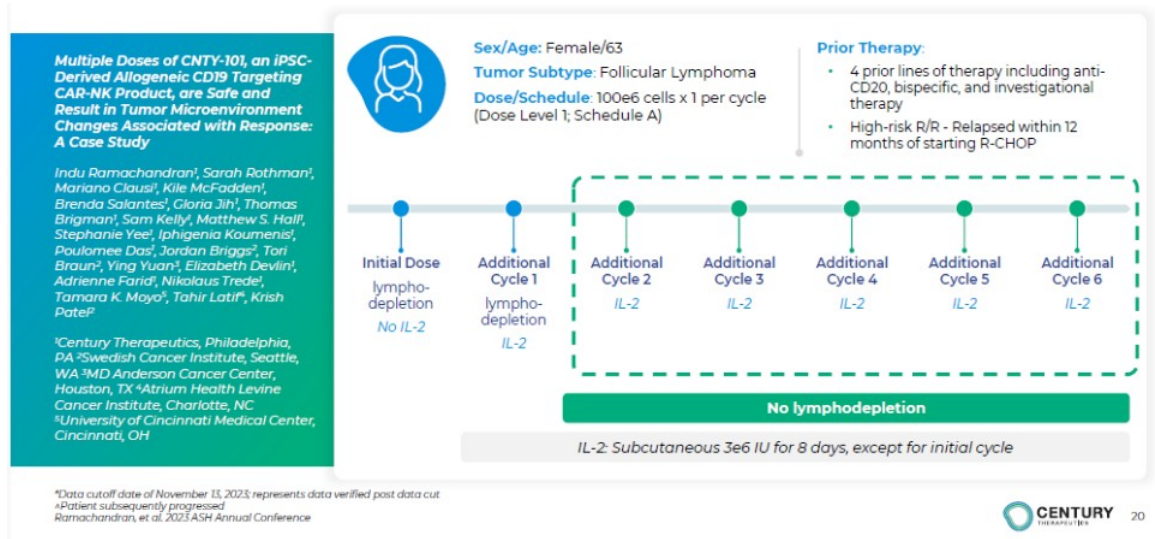 Multiple Doses of CNTY-101, an iPSC-
Derived Allogeneic CD19 Targeting
CAR-NK Product, are Safe and
Result in Tumor Microenvironment
Changes Associated with Response:
A Case Study
Indu Ramachandran¹, Sarah Rothman¹,
Mariano Clausi¹, Kile McFadden¹,
Brenda Salantes¹, Gloria Jih¹, Thomas
Brigman¹, Sam Kelly¹, Matthew S. Hall¹,
Stephanie Yee¹, Iphigenia Koumenis¹,
Poulomee Das¹, Jordan Briggs², Tori
Braun², Ying Yuan³, Elizabeth Devlin¹,
Adrienne Farid¹, Nikolaus Trede¹,
Tamara K. Moyo⁵, Tahir Latif⁴, Krish
Patel²
¹Century Therapeutics, Philadelphia,
PA ²Swedish Cancer Institute, Seattle,
WA ³MD Anderson Cancer Center,
Houston, TX ⁴Atrium Health Levine
Cancer Institute, Charlotte, NC
⁵University of Cincinnati Medical Center,
Cincinnati, OH
Sex/Age: Female/63
Tumor Subtype: Follicular Lymphoma
Dose/Schedule: 100e6 cells x 1 per cycle
(Dose Level 1; Schedule A)
Prior Therapy:
• 4 prior lines of therapy including anti-
CD20, bispecific, and investigational
therapy
• High-risk R/R - Relapsed within 12
months of starting R-CHOP
Initial Dose
lympho-
depletion
No IL-2
Additional
Cycle 1
lympho-
depletion
IL-2
Additional
Cycle 2
IL-2
Additional
Cycle 3
IL-2
Additional
Cycle 4
IL-2
Additional
Cycle 5
IL-2
Additional
Cycle 6
IL-2
No lymphodepletion
IL-2: Subcutaneous 3e6 IU for 8 days, except for initial cycle
*Data cutoff date of November 13, 2023; represents data verified post data cut
^Patient subsequently progressed
Ramachandran, et al. 2023 ASH Annual Conference
CENTURY
THERAPEUTICS
20